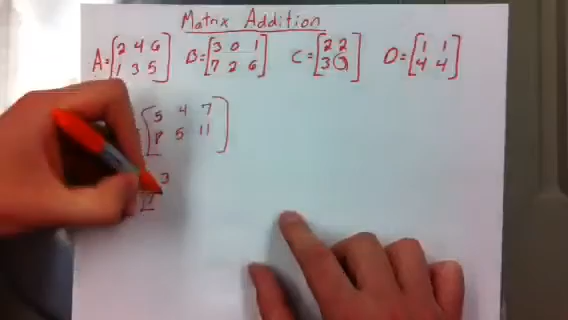 Matrix Addition
A=[2 4 6 B=[3 0 1] C=[2 2 D=[1 1
1 3 5] 7 2 6] 3 3] 4 4]
[5 4 7
8 5 11]
3